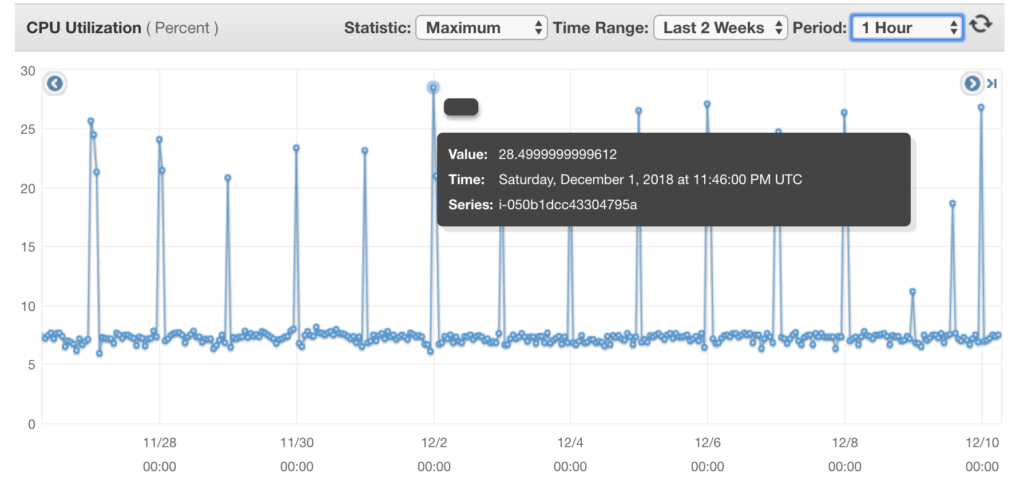 CPU Utilization ( Percent ) Statistic: Maximum Time Range: Last 2 Weeks Period: 1 Hour
30
25
20
15
10
5
0
Value: 28.4999999999612
Time: Saturday, December 1, 2018 at 11:46:00 PM UTC
Series: i-050b1dcc43304795a
11/28 11/30 12/2 12/4 12/6 12/8 12/10
00:00 00:00 00:00 00:00 00:00 00:00 00:00